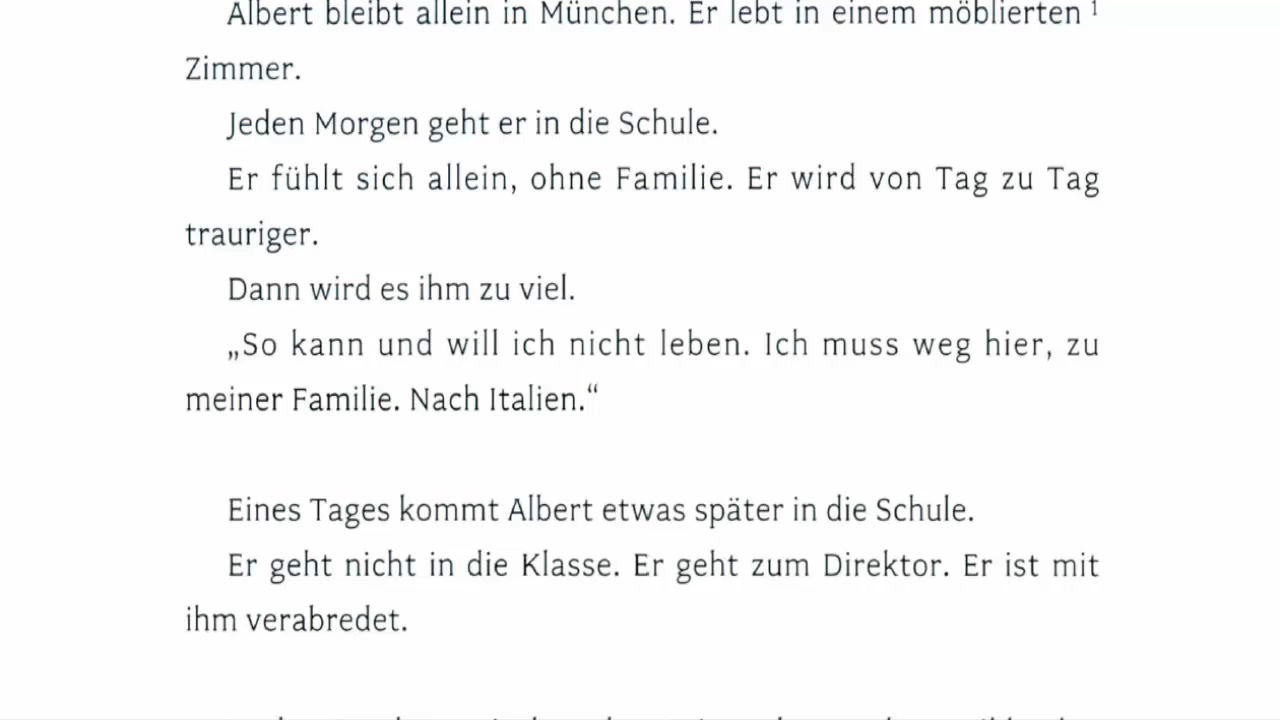 Albert bleibt allein in München. Er lebt in einem möblierten ¹
Zimmer.
Jeden Morgen geht er in die Schule.
Er fühlt sich allein, ohne Familie. Er wird von Tag zu Tag
trauriger.
Dann wird es ihm zu viel.
„So kann und will ich nicht leben. Ich muss weg hier, zu
meiner Familie. Nach Italien.“
Eines Tages kommt Albert etwas später in die Schule.
Er geht nicht in die Klasse. Er geht zum Direktor. Er ist mit
ihm verabredet.